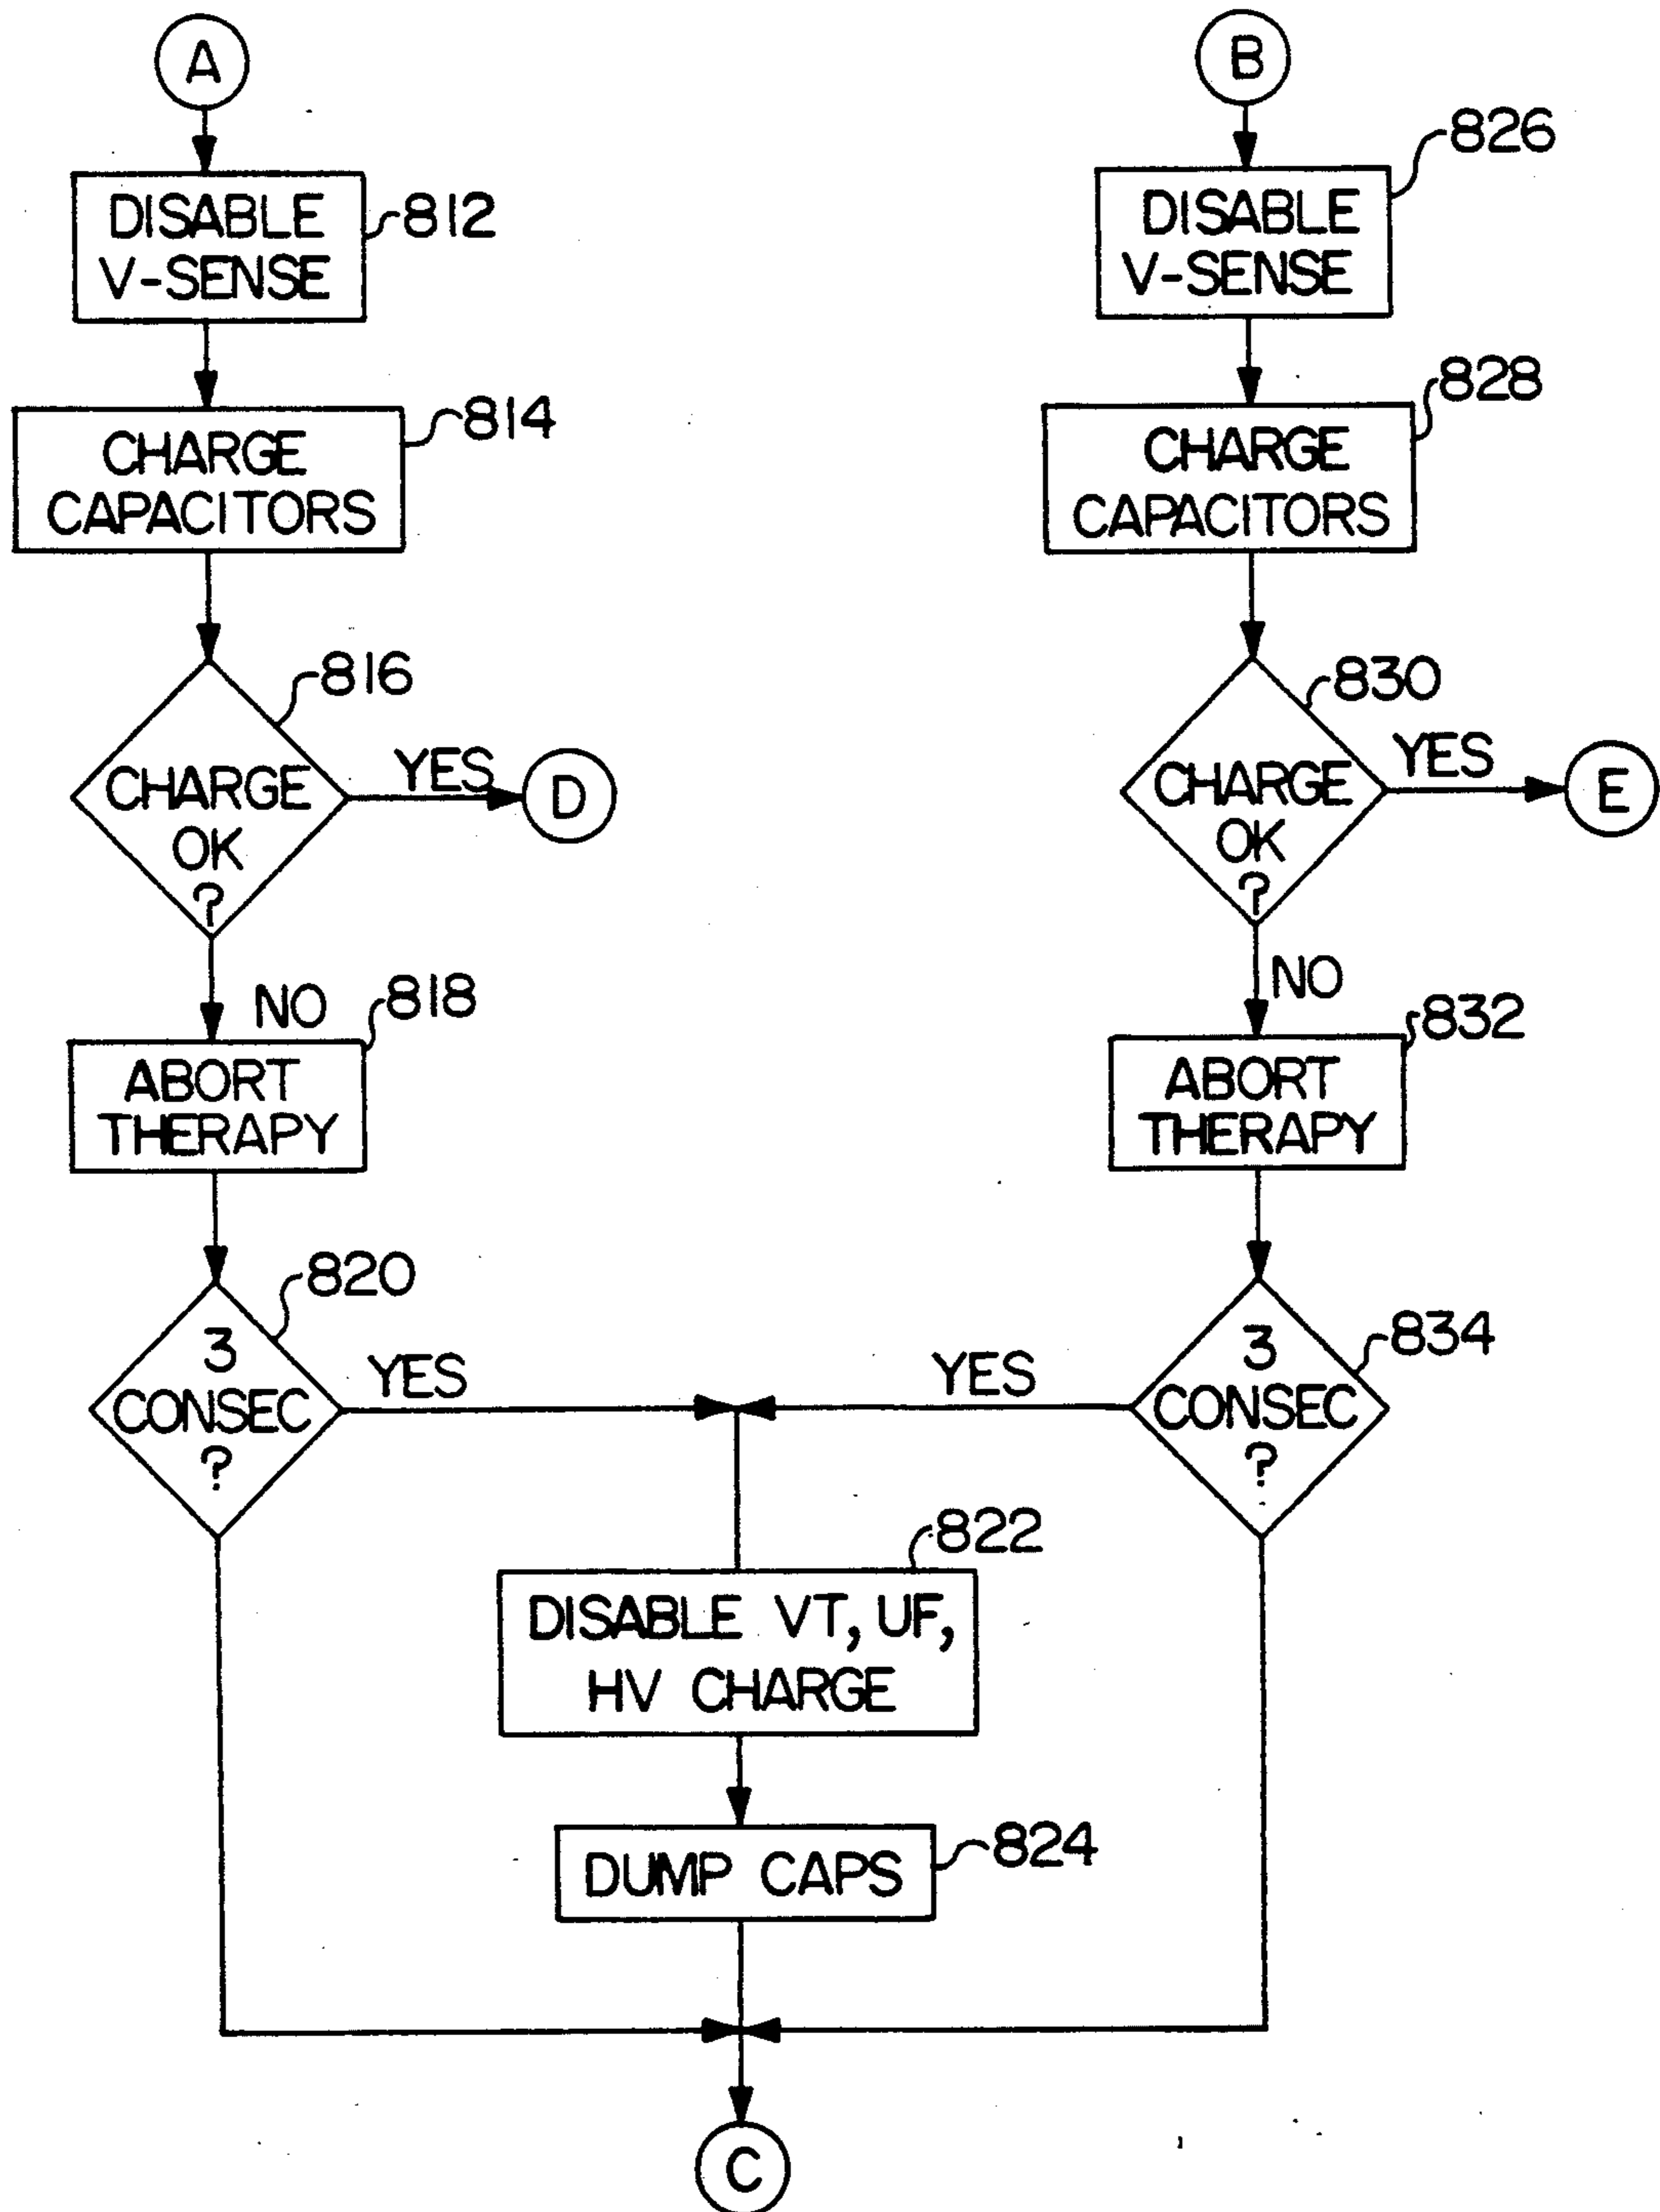 A
DISABLE
V-SENSE
812
CHARGE
CAPACITORS
814
816
CHARGE
OK
?
YES
D
NO
818
ABORT
THERAPY
820
3
CONSEC
?
YES
B
826
DISABLE
V-SENSE
828
CHARGE
CAPACITORS
830
CHARGE
OK
?
YES
E
NO
832
ABORT
THERAPY
834
3
CONSEC
?
YES
822
DISABLE VT, UF,
HV CHARGE
824
DUMP CAPS
C